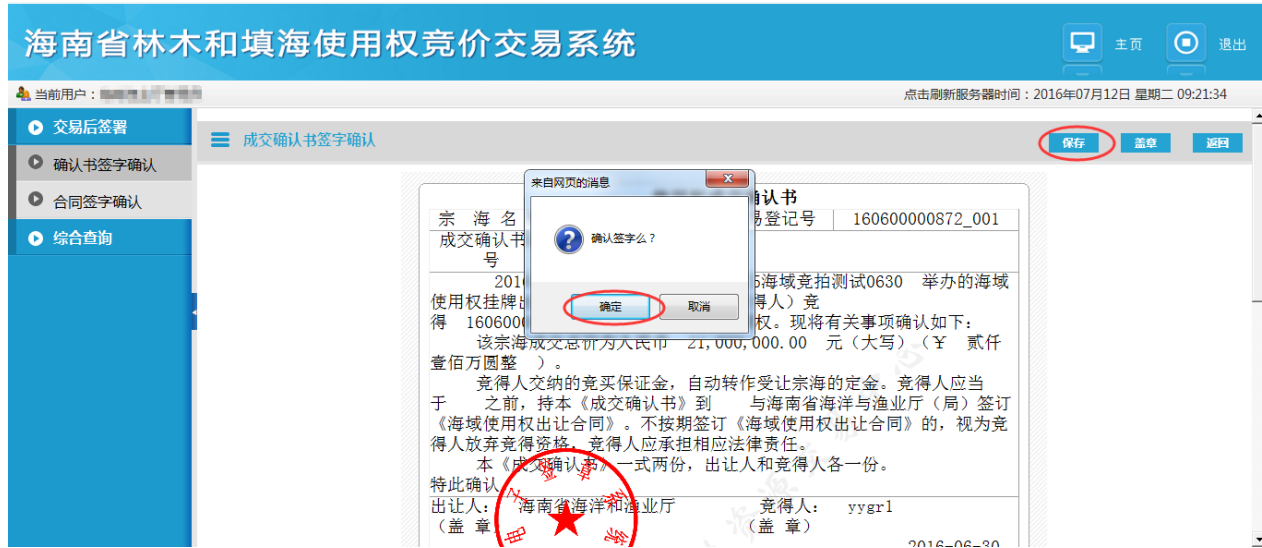 海南省林木和填海使用权竞价交易系统
主页
退出
当前用户：
点击刷新服务器时间：2016年07月12日 星期二 09:21:34
交易后签署
确认书签字确认
合同签字确认
综合查询
成交确认书签字确认
保存
盖章
返回
来自网页的消息
确认签字么？
确定
取消
认书
宗 海 名
易登记号
160600000872_001
成交确认书
号
201
海域竞拍测试0630 举办的海域
使用权挂牌
得人）竞
得 160600
权。现将有关事项确认如下：
该宗海成交总价为人民币 21,000,000.00 元（大写）（￥ 贰仟
壹佰万圆整 ）。
竞得人交纳的竞买保证金，自动转作受让宗海的定金。竞得人应当
于 之前，持本《成交确认书》到 与海南省海洋与渔业厅（局）签订
《海域使用权出让合同》。不按期签订《海域使用权出让合同》的，视为竞
得人放弃竞得资格，竞得人应承担相应法律责任。
本《成交确认书》一式两份，出让人和竞得人各一份。
特此确认
出让人： 海南省海洋和渔业厅 竞得人： yygr1
（盖 章） （盖 章）
2016-06-30
电子签章系统